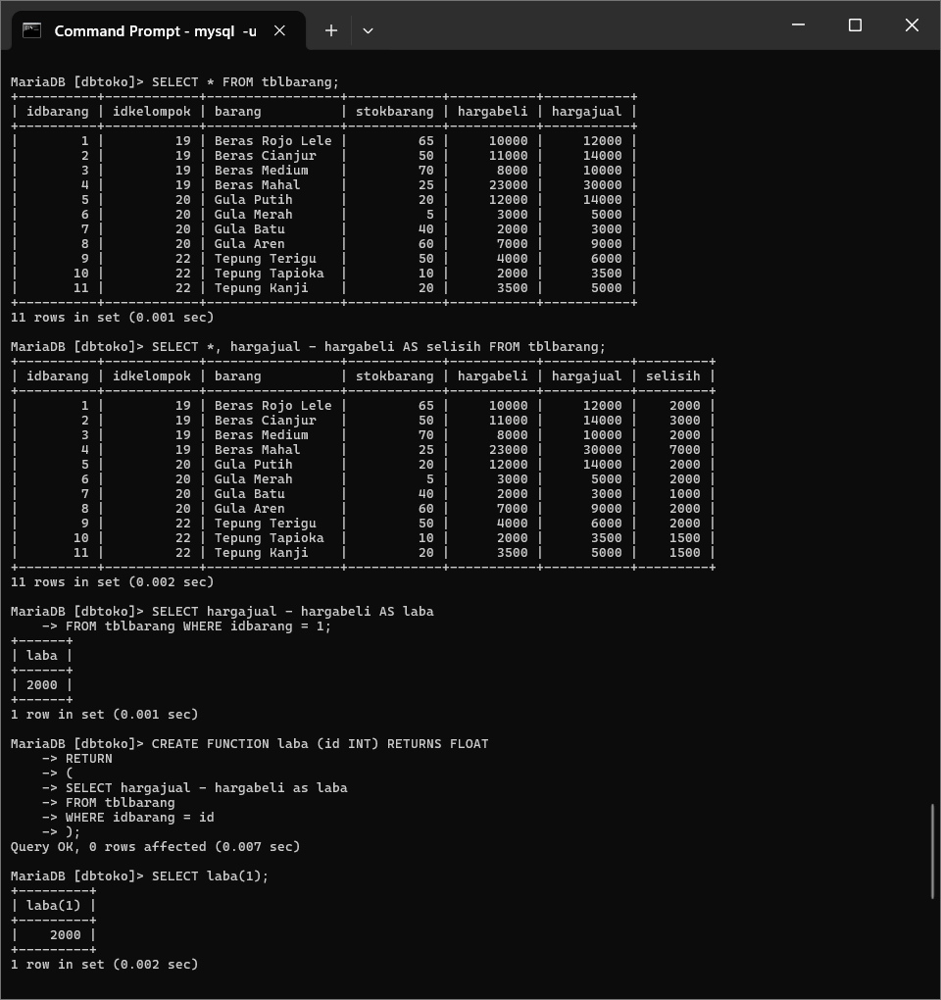 Command Prompt - mysql  -u
MariaDB [dbtoko]> SELECT * FROM tblbarang;
+----------+------------+-----------------+------------+-----------+-----------+
| idbarang | idkelompok | barang          | stokbarang | hargabeli | hargajual |
+----------+------------+-----------------+------------+-----------+-----------+
|        1 |         19 | Beras Rojo Lele |         65 |     10000 |     12000 |
|        2 |         19 | Beras Cianjur   |         50 |     11000 |     14000 |
|        3 |         19 | Beras Medium    |         70 |      8000 |     10000 |
|        4 |         19 | Beras Mahal     |         25 |     23000 |     30000 |
|        5 |         20 | Gula Putih      |         20 |     12000 |     14000 |
|        6 |         20 | Gula Merah      |          5 |      3000 |      5000 |
|        7 |         20 | Gula Batu       |         40 |      2000 |      3000 |
|        8 |         20 | Gula Aren       |         60 |      7000 |      9000 |
|        9 |         22 | Tepung Terigu   |         50 |      4000 |      6000 |
|       10 |         22 | Tepung Tapioka  |         10 |      2000 |      3500 |
|       11 |         22 | Tepung Kanji    |         20 |      3500 |      5000 |
+----------+------------+-----------------+------------+-----------+-----------+
11 rows in set (0.001 sec)
MariaDB [dbtoko]> SELECT *, hargajual - hargabeli AS selisih FROM tblbarang;
+----------+------------+-----------------+------------+-----------+-----------+---------+
| idbarang | idkelompok | barang          | stokbarang | hargabeli | hargajual | selisih |
+----------+------------+-----------------+------------+-----------+-----------+---------+
|        1 |         19 | Beras Rojo Lele |         65 |     10000 |     12000 |    2000 |
|        2 |         19 | Beras Cianjur   |         50 |     11000 |     14000 |    3000 |
|        3 |         19 | Beras Medium    |         70 |      8000 |     10000 |    2000 |
|        4 |         19 | Beras Mahal     |         25 |     23000 |     30000 |    7000 |
|        5 |         20 | Gula Putih      |         20 |     12000 |     14000 |    2000 |
|        6 |         20 | Gula Merah      |          5 |      3000 |      5000 |    2000 |
|        7 |         20 | Gula Batu       |         40 |      2000 |      3000 |    1000 |
|        8 |         20 | Gula Aren       |         60 |      7000 |      9000 |    2000 |
|        9 |         22 | Tepung Terigu   |         50 |      4000 |      6000 |    2000 |
|       10 |         22 | Tepung Tapioka  |         10 |      2000 |      3500 |    1500 |
|       11 |         22 | Tepung Kanji    |         20 |      3500 |      5000 |    1500 |
+----------+------------+-----------------+------------+-----------+-----------+---------+
11 rows in set (0.002 sec)
MariaDB [dbtoko]> SELECT hargajual - hargabeli AS laba
    -> FROM tblbarang WHERE idbarang = 1;
+------+
| laba |
+------+
| 2000 |
+------+
1 row in set (0.001 sec)
MariaDB [dbtoko]> CREATE FUNCTION laba (id INT) RETURNS FLOAT
    -> RETURN
    -> (
    -> SELECT hargajual - hargabeli as laba
    -> FROM tblbarang
    -> WHERE idbarang = id
    -> );
Query OK, 0 rows affected (0.007 sec)
MariaDB [dbtoko]> SELECT laba(1);
+---------+
| laba(1) |
+---------+
|    2000 |
+---------+
1 row in set (0.002 sec)